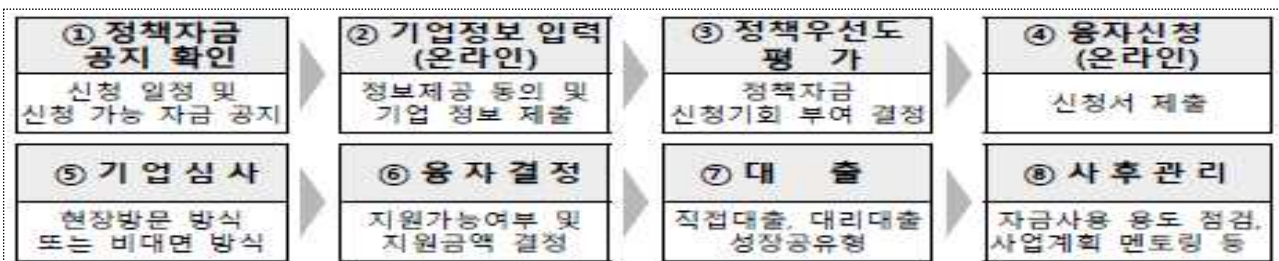 ① 정책자금
공지 확인
신청 일정 및
신청 가능 자금 공지
② 기업정보 입력
(온라인)
정보제공 동의 및
기업 정보 제출
③ 정책우선도
평 가
정책자금
신청기회 부여 결정
④ 융자신청
(온라인)
신청서 제출
⑤ 기 업 심 사
현장방문 방식
또는 비대면 방식
⑥ 융 자 결 정
지원가능여부 및
지원금액 결정
⑦ 대 출
직접대출, 대리대출
성장공유형
⑧ 사 후 관 리
자금사용 용도 점검,
사업계획 멘토링 등